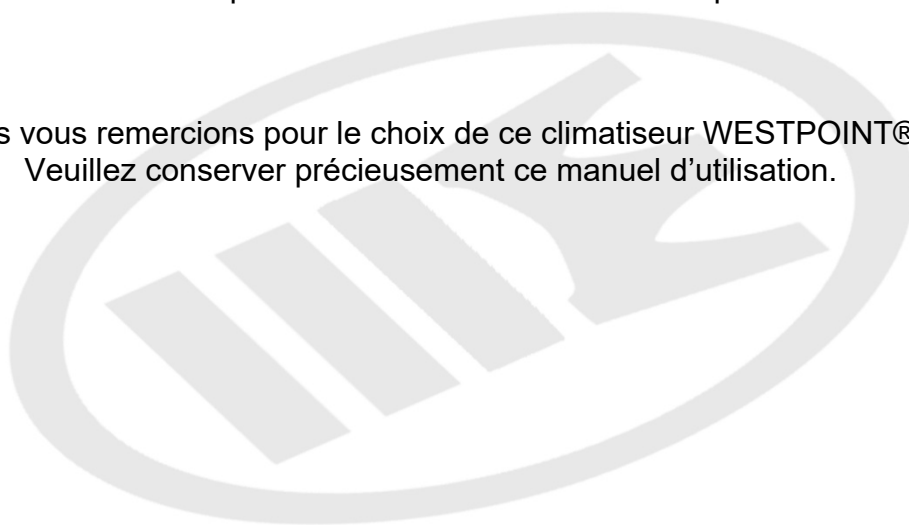 s vous remercions pour le choix de ce climatiseur WESTPOINT®
Veuillez conserver précieusement ce manuel d’utilisation.